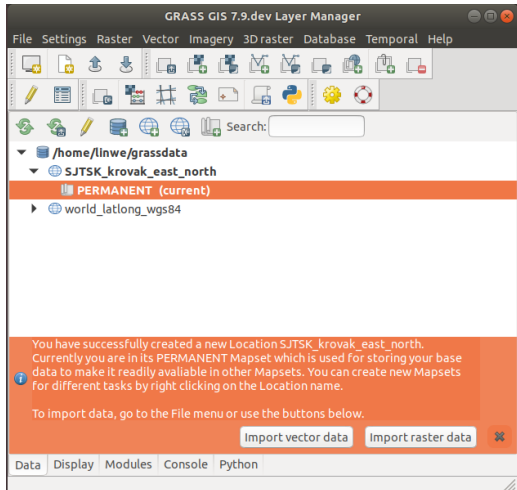 GRASS GIS 7.9.dev Layer Manager
File Settings Raster Vector Imagery 3D raster Database Temporal Help
Search:
/home/linwe/grassdata
SJTSK_krovak_east_north
PERMANENT (current)
world_latlong_wgs84
You have successfully created a new Location SJTSK_krovak_east_north.
Currently you are in its PERMANENT Mapset which is used for storing your base
data to make it readily avaliable in other Mapsets. You can create new Mapsets
for different tasks by right clicking on the Location name.
To import data, go to the File menu or use the buttons below.
Import vector data Import raster data
Data Display Modules Console Python